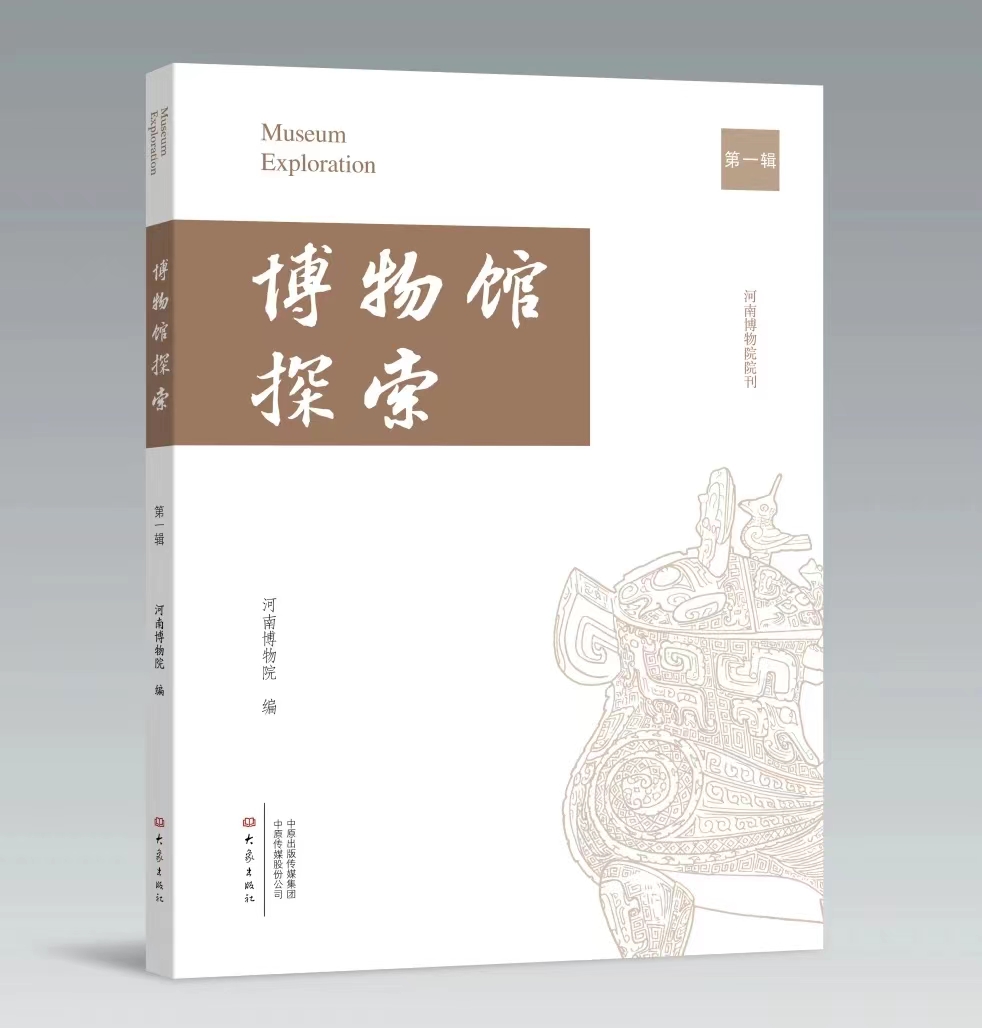 Museum
Exploration
第一辑
博物馆
探索
河南博物院院刊
河南博物院 编
大象出版社
中原出版传媒集团
中原传媒股份公司
Museum
Exploration
博物馆探索
第一辑
河南博物院 编
大象出版社